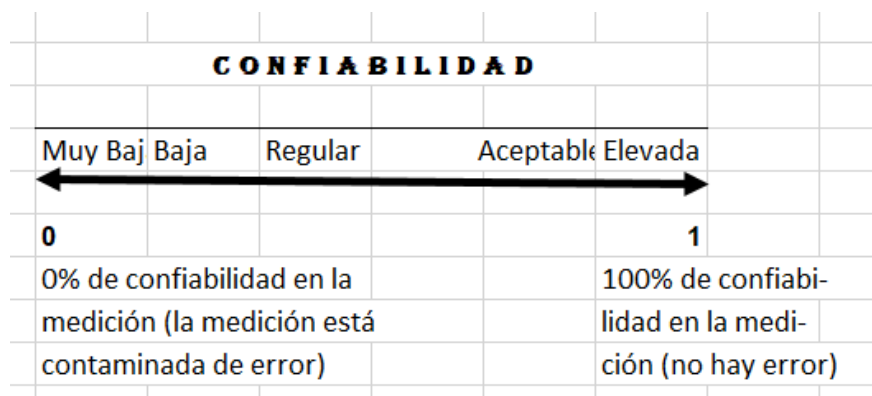 CONFIABILIDAD
Muy Baj Baja Regular Aceptable Elevada
0 1
0% de confiabilidad en la
medición (la medición está
contaminada de error)
100% de confiabi-
lidad en la medi-
ción (no hay error)